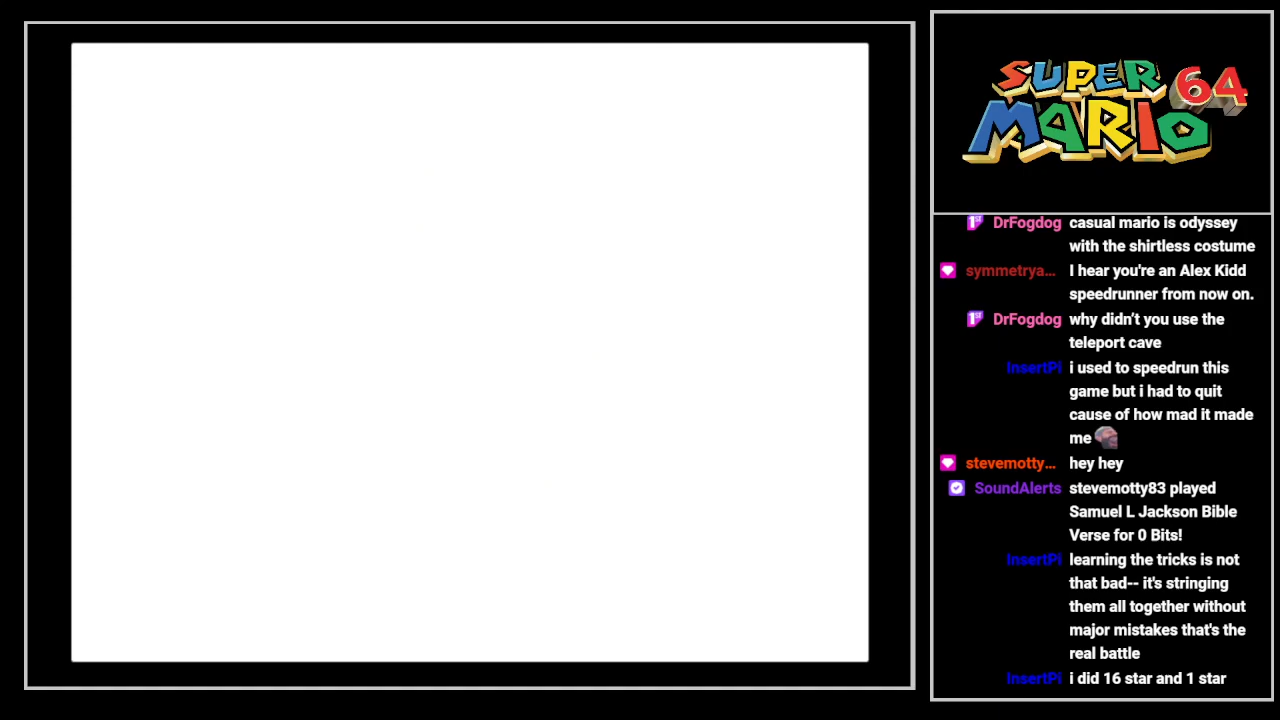 SUPER
MARIO 64
DrFogdog casual mario is odyssey
with the shirtless costume
symmetrya... I hear you're an Alex Kidd
speedrunner from now on.
DrFogdog why didn't you use the
teleport cave
InsertPi i used to speedrun this
game but i had to quit
cause of how mad it made
me
stevemotty... hey hey
SoundAlerts stevemotty83 played
Samuel L Jackson Bible
Verse for 0 Bits!
InsertPi learning the tricks is not
that bad-- it's stringing
them all together without
major mistakes that's the
real battle
InsertPi i did 16 star and 1 star